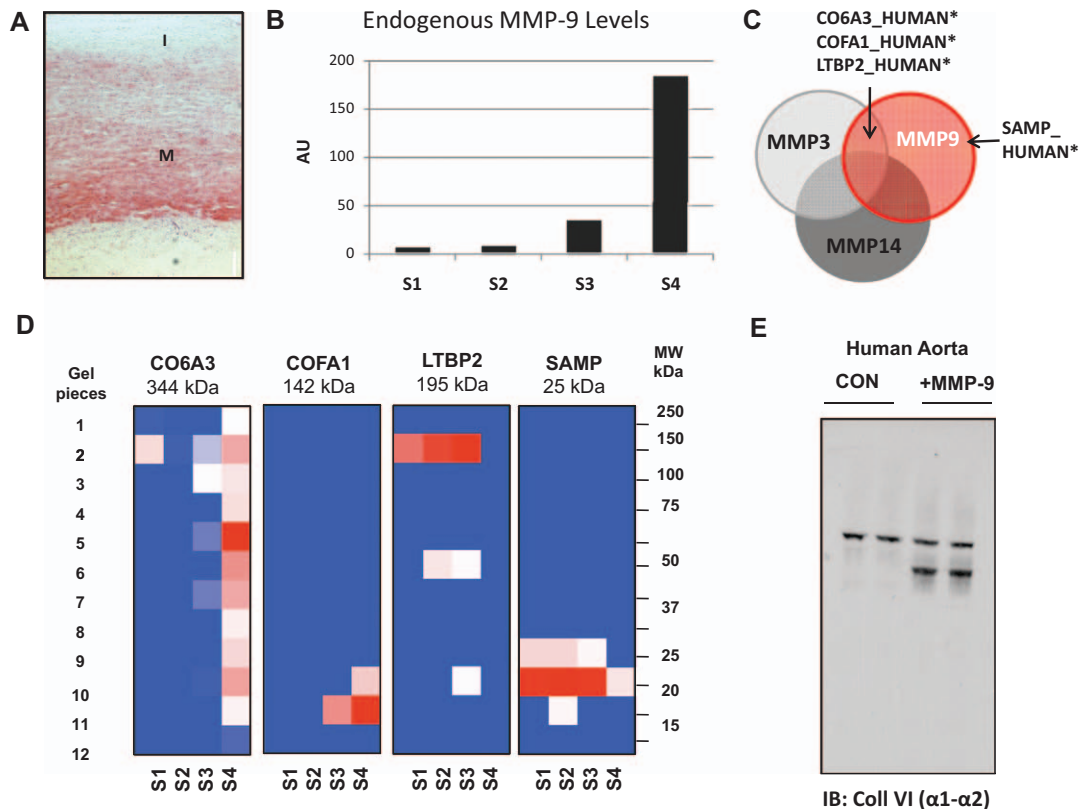 A
I
M
B
Endogenous MMP-9 Levels
200
150
100
50
0
AU
S1 S2 S3 S4
C
CO6A3_HUMAN*
COFA1_HUMAN*
LTBP2_HUMAN*
MMP3
MMP9
MMP14
SAMP_
HUMAN*
D
Gel
pieces
CO6A3
344 kDa
COFA1
142 kDa
LTBP2
195 kDa
SAMP
25 kDa
MW
kDa
1
2
3
4
5
6
7
8
9
10
11
12
250
150
100
75
50
37
25
20
15
S1 S2 S3 S4
S1 S2 S3 S4
S1 S2 S3 S4
S1 S2 S3 S4
E
Human Aorta
CON +MMP-9
IB: Coll VI (α1-α2)